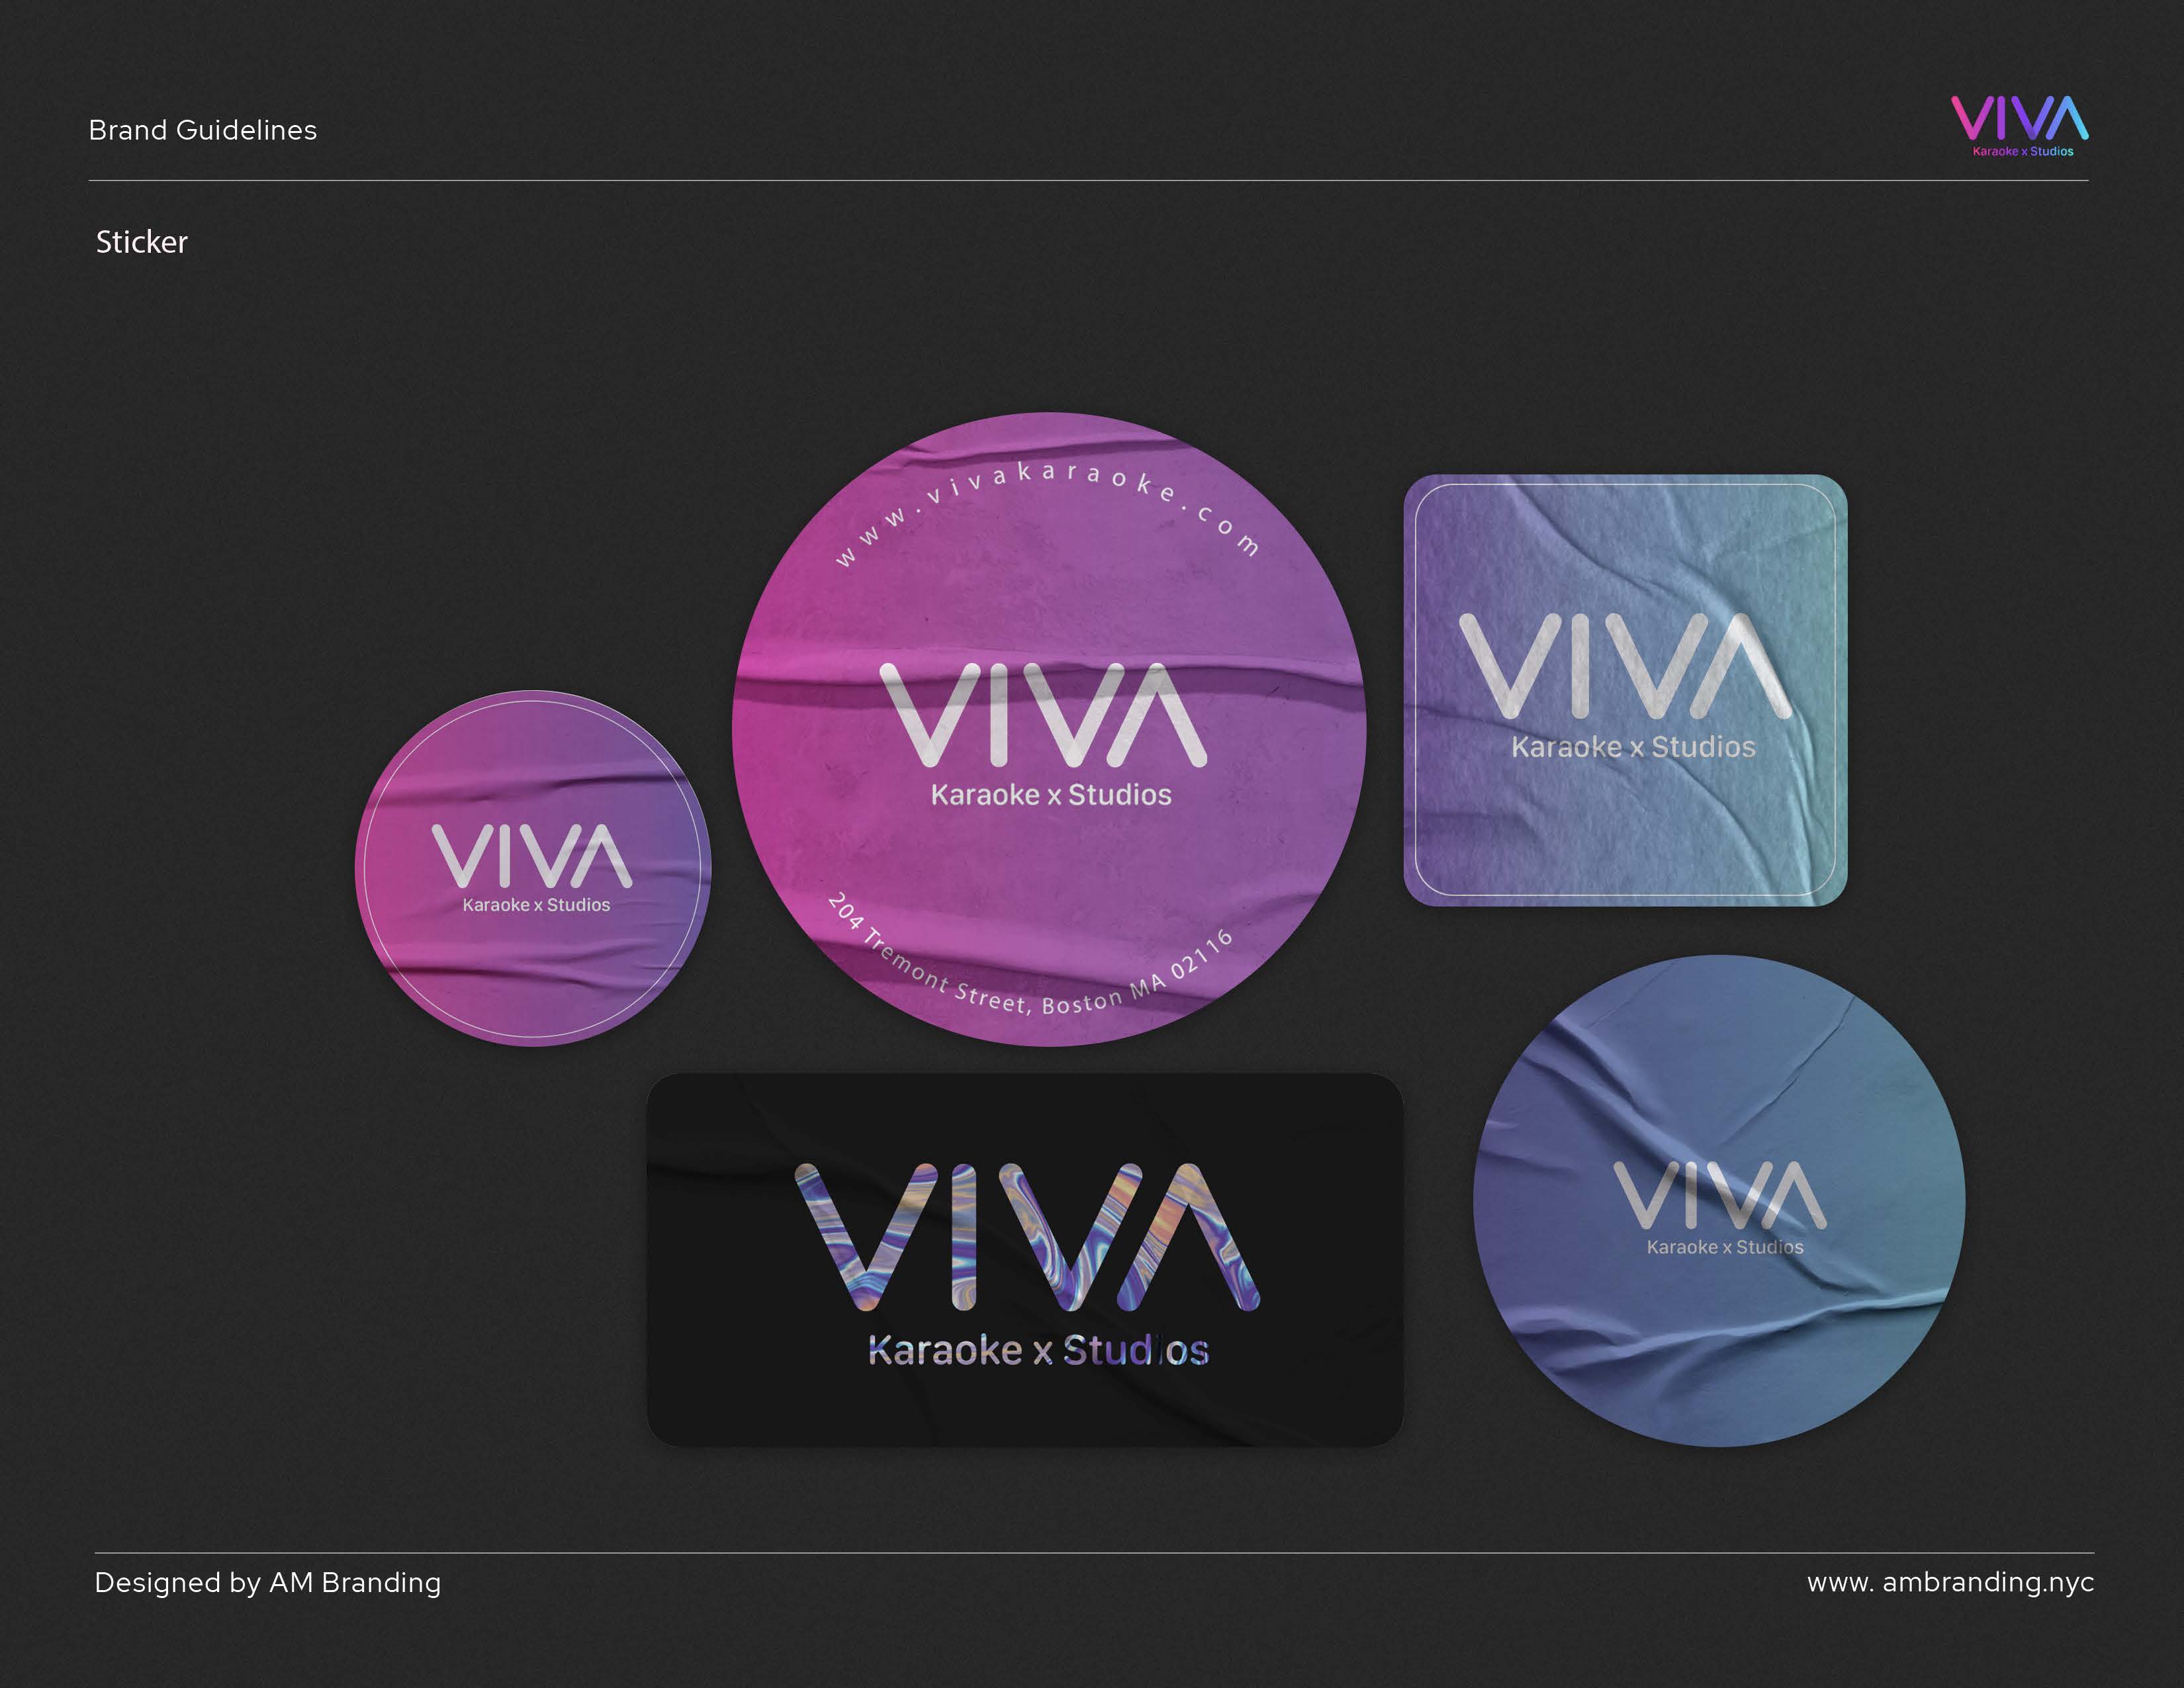 Brand Guidelines
VIVA
Karaoke x Studios
Sticker
www.vivakaraoke.com
VIVA
Karaoke x Studios
204 Tremont Street, Boston MA 02116
VIVA
Karaoke x Studios
VIVA
Karaoke x Studios
VIVA
Karaoke x Studios
VIVA
Karaoke x Studios
Designed by AM Branding
www. ambranding.nyc